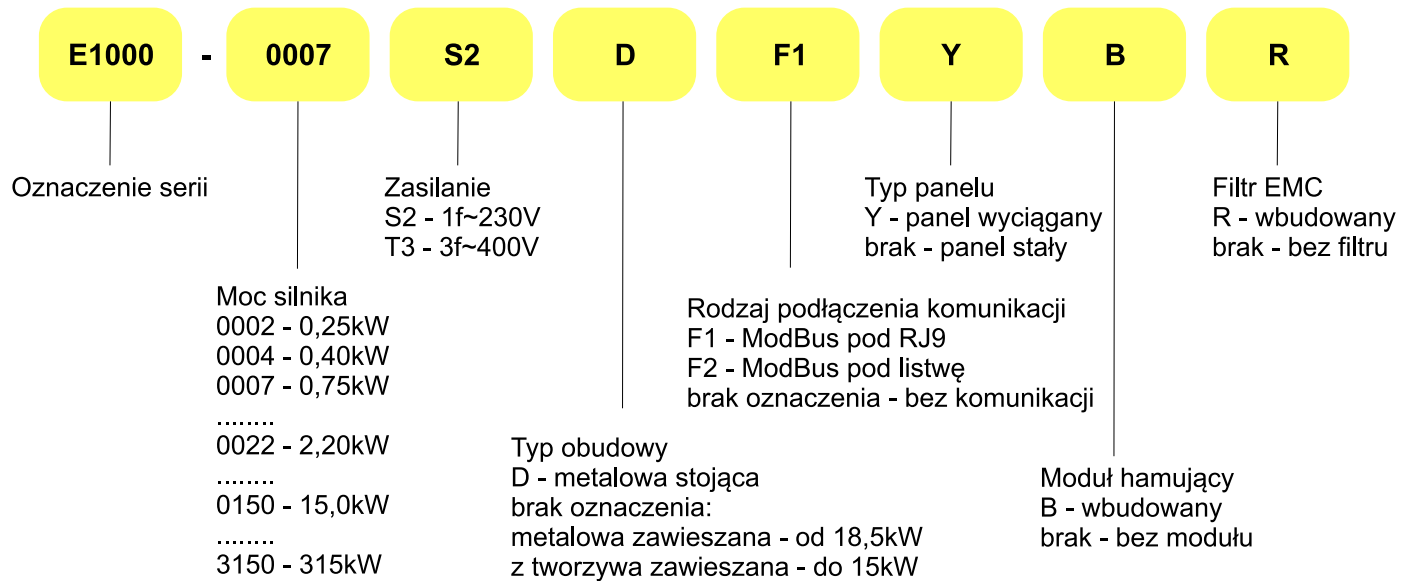 E1000 - 0007 S2 D F1 Y B R
Oznaczenie serii
Zasilanie
S2 - 1f~230V
T3 - 3f~400V
Typ panelu
Y - panel wyciągany
brak - panel stały
Filtr EMC
R - wbudowany
brak - bez filtru
Moc silnika
0002 - 0,25kW
0004 - 0,40kW
0007 - 0,75kW
........
0022 - 2,20kW
........
0150 - 15,0kW
........
3150 - 315kW
Rodzaj podłączenia komunikacji
F1 - ModBus pod RJ9
F2 - ModBus pod listwę
brak oznaczenia - bez komunikacji
Typ obudowy
D - metalowa stojąca
brak oznaczenia:
metalowa zawieszana - od 18,5kW
z tworzywa zawieszana - do 15kW
Moduł hamujący
B - wbudowany
brak - bez modułu